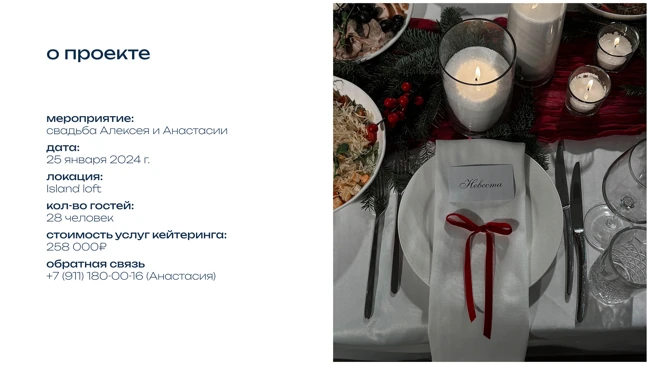 о проекте
мероприятие:
свадьба Алексея и Анастасии
дата:
25 января 2024 г.
локация:
Island loft
кол-во гостей:
28 человек
стоимость услуг кейтеринга:
258 000₽
обратная связь
+7 (911) 180-00-16 (Анастасия)
Невеста